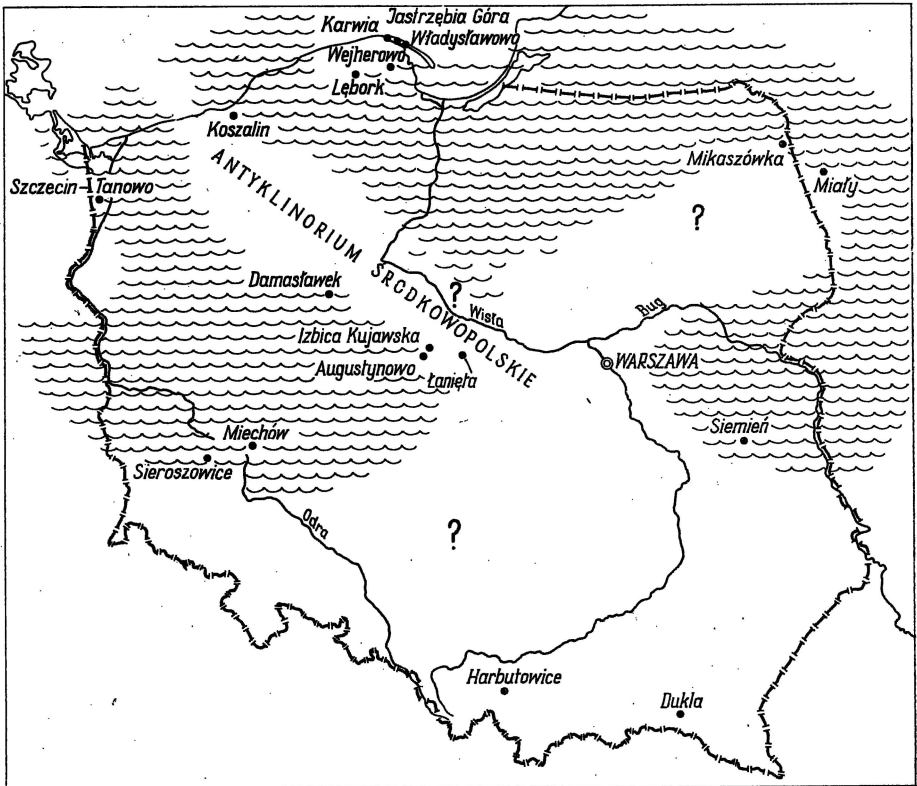 Jastrzębia Góra
Karwia
Władysławowo
Wejherowo
Lębork
Koszalin
Mikaszówka
Miały
Szczecin-Tanowo
ANTYKLINORIUM ŚRODKOWOPOLSKIE
?
Damasławek
?
Wisła
Bug
Izbica Kujawska
WARSZAWA
Augustynowo
Łanięta
Miechów
Siemień
Sieroszowice
Odra
?
Harbutowice
Dukla